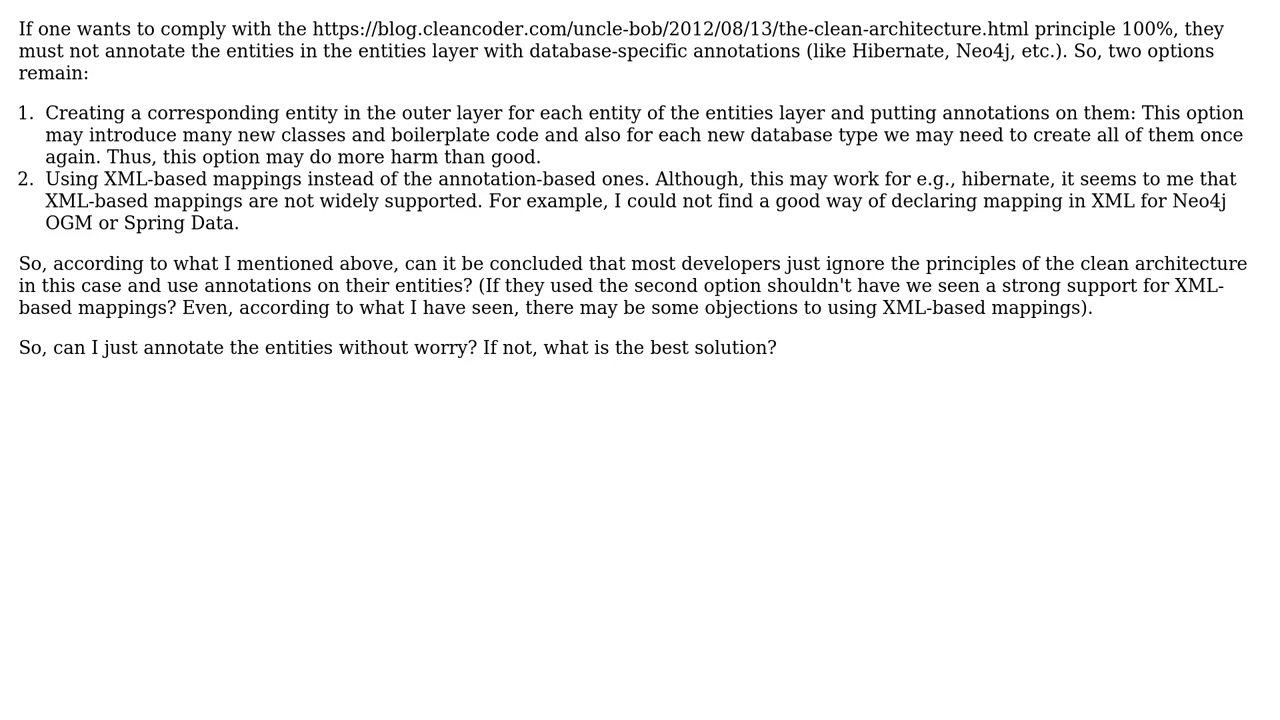 If one wants to comply with the https://blog.cleancoder.com/uncle-bob/2012/08/13/the-clean-architecture.html principle 100%, they
must not annotate the entities in the entities layer with database-specific annotations (like Hibernate, Neo4j, etc.). So, two options
remain:
1. Creating a corresponding entity in the outer layer for each entity of the entities layer and putting annotations on them: This option
may introduce many new classes and boilerplate code and also for each new database type we may need to create all of them once
again. Thus, this option may do more harm than good.
2. Using XML-based mappings instead of the annotation-based ones. Although, this may work for e.g., hibernate, it seems to me that
XML-based mappings are not widely supported. For example, I could not find a good way of declaring mapping in XML for Neo4j
OGM or Spring Data.
So, according to what I mentioned above, can it be concluded that most developers just ignore the principles of the clean architecture
in this case and use annotations on their entities? (If they used the second option shouldn't have we seen a strong support for XML-
based mappings? Even, according to what I have seen, there may be some objections to using XML-based mappings).
So, can I just annotate the entities without worry? If not, what is the best solution?